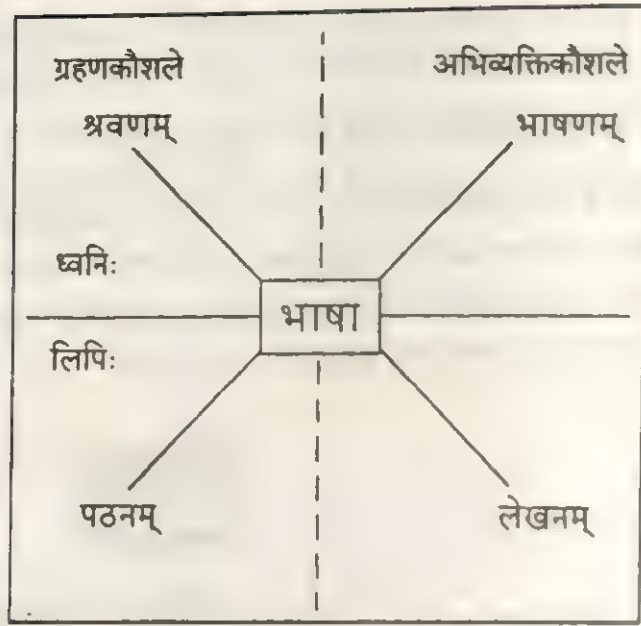 ग्रहणकौशले अभिव्यक्तिकौशले
श्रवणम् भाषणम्
ध्वनिः
भाषा
लिपिः
पठनम् लेखनम्